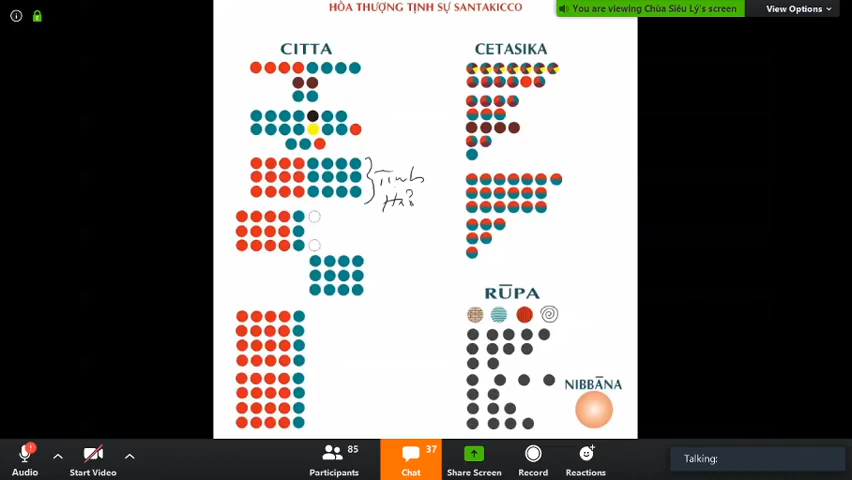 HÒA THƯỢNG TỊNH SỰ SANTAKICCO
You are viewing Chùa Siêu Lý's screen
View Options
CITTA
CETASIKA
Tịnh
Hảo
RŪPA
NIBBĀNA
Audio
Start Video
85
Participants
37
Chat
Share Screen
Record
Reactions
Talking: